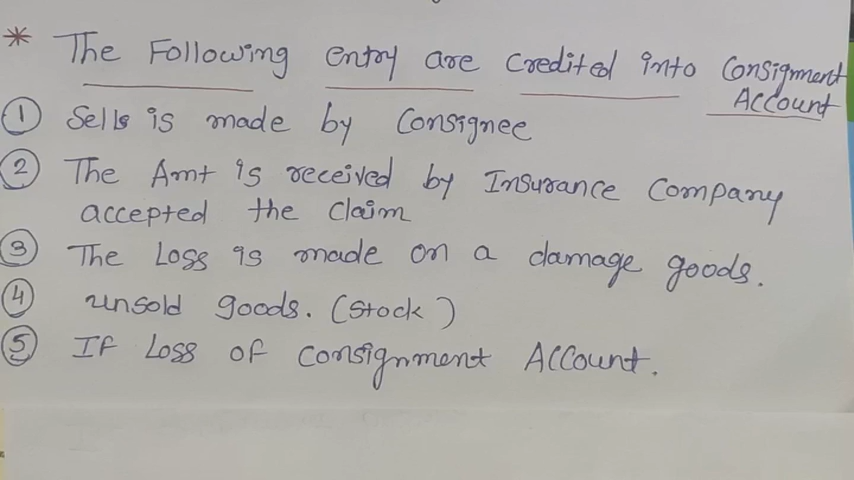 * The Following entry are credited into Consignment
Account
① Sells is made by Consignee
② The Amt is received by Insurance Company
accepted the claim
③ The Loss is made on a damage goods.
④ unsold goods. (Stock)
⑤ If Loss of consignment Account.